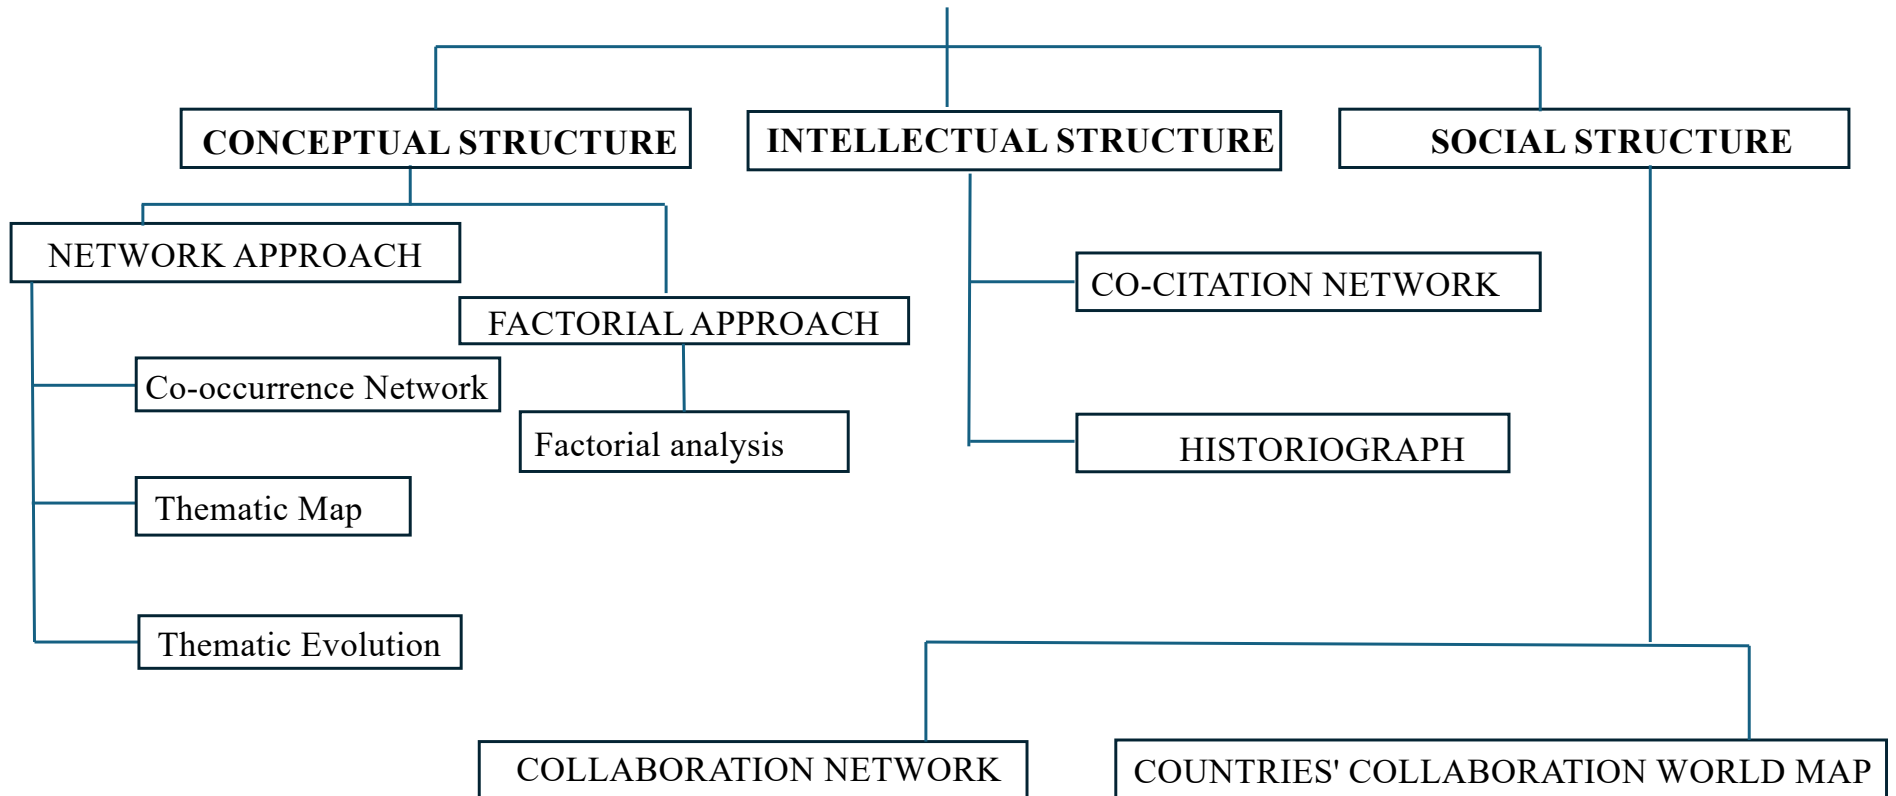 CONCEPTUAL STRUCTURE
INTELLECTUAL STRUCTURE
SOCIAL STRUCTURE
NETWORK APPROACH
FACTORIAL APPROACH
Co-occurrence Network
Factorial analysis
Thematic Map
Thematic Evolution
CO-CITATION NETWORK
HISTORIOGRAPH
COLLABORATION NETWORK
COUNTRIES' COLLABORATION WORLD MAP